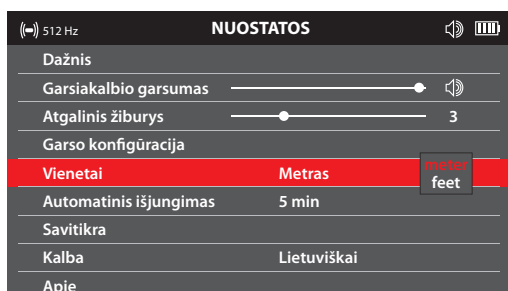 512 Hz NUOSTATOS
Dažnis
Garsiakalbio garsumas
Atgalinis žiburys 3
Garso konfigūracija
Vienetai Metras meter
feet
Automatinis išjungimas 5 min
Savitikra
Kalba Lietuviškai
Apie